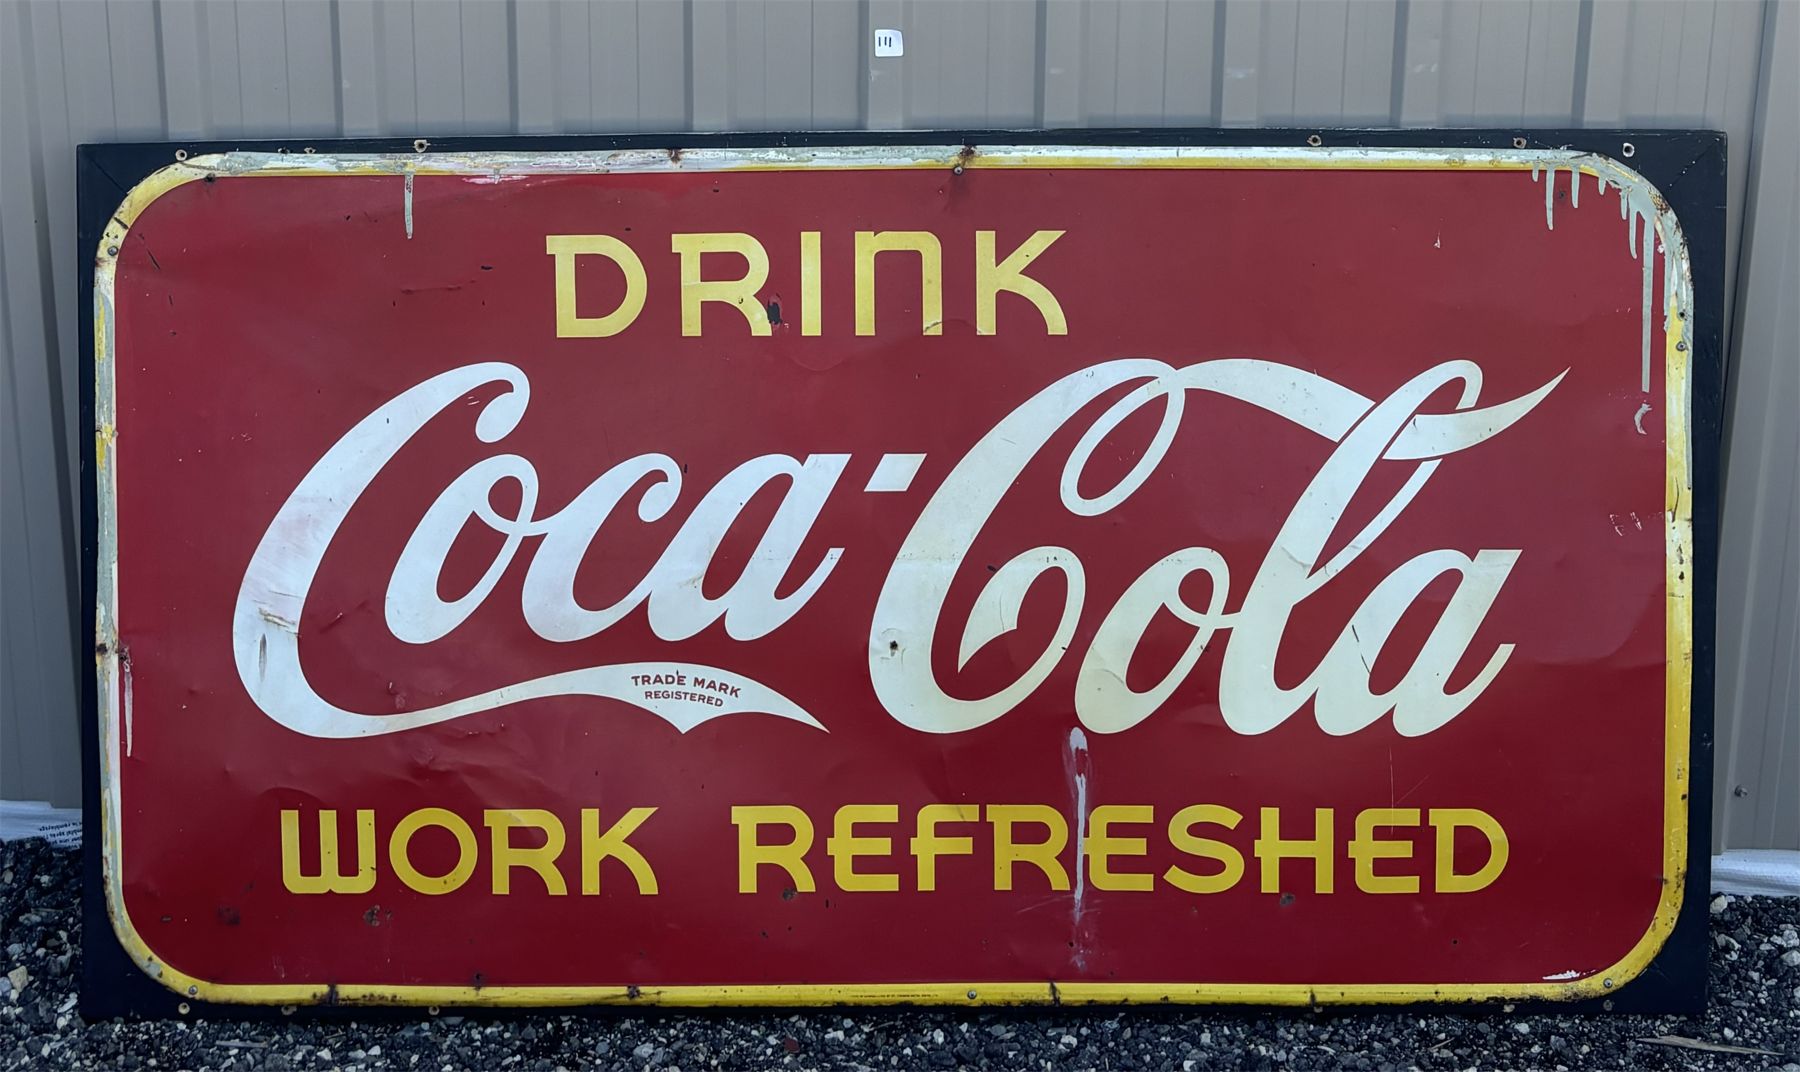 111
DRINK
Coca-Cola
TRADE MARK
REGISTERED
WORK REFRESHED